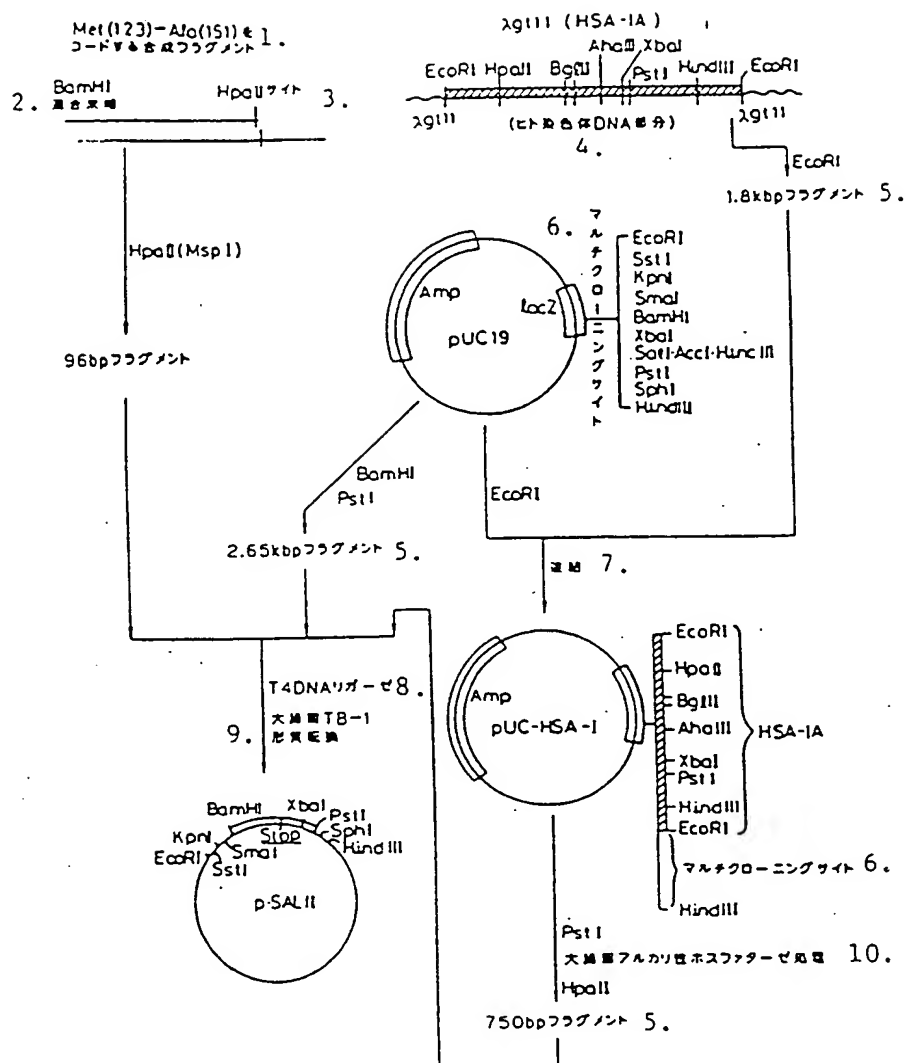 Met(123)-Ala(151)を 1.
コードする合成フラグメント
BamHI
2. 混合末端
HpaIIサイト 3.
λgt11 (HSA-IA)
EcoRI HpaII BglII AhaIII XbaI PstI HindIII EcoRI
λgt11 (ヒト染色体DNA部分) λgt11
4.
EcoRI
1.8kbpフラグメント 5.
HpaII(MspI)
96bpフラグメント
6. マルチクローニングサイト
Amp
lacZ
pUC19
EcoRI
SstI
KpnI
SmaI
BamHI
XbaI
SalI・AccI・HincIII
PstI
SphI
HindIII
BamHI
PstI
EcoRI
2.65kbpフラグメント 5.
連結 7.
T4DNAリガーゼ 8.
9. 大腸菌TB-1
形質転換
Amp
pUC-HSA-I
EcoRI
HpaII
BglII
AhaIII
XbaI
PstI
HindIII
EcoRI
HSA-IA
マルチクローニングサイト 6.
HindIII
BamHI XbaI PstI
SphI
HindIII
KpnI
EcoRI
SmaI
SstI
Stop
p-SALII
PstI
大腸菌アルカリ性ホスファターゼ処理 10.
HpaII
750bpフラグメント 5.